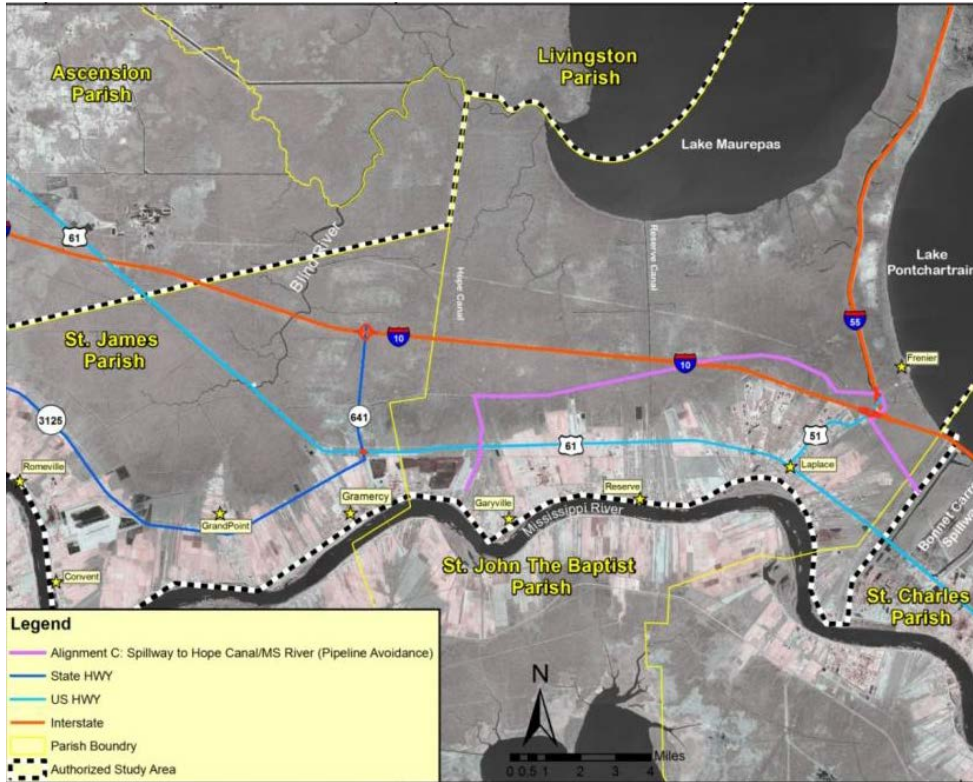 Ascension
Parish
Livingston
Parish
Lake Maurepas
61
Blind River
Hope Canal
Reserve Canal
Lake
Pontchartrain
St. James
Parish
10
55
10
Frenier
3125
641
61
51
Romeville
Laplace
GrandPoint
Gramercy
Garyville
Reserve
Mississippi River
Convent
St. John The Baptist
Parish
St. Charles
Parish
Spillway
Legend
Alignment C: Spillway to Hope Canal/MS River (Pipeline Avoidance)
State HWY
US HWY
Interstate
Parish Boundry
Authorized Study Area
N
Miles
0 0.5 1 2 3 4